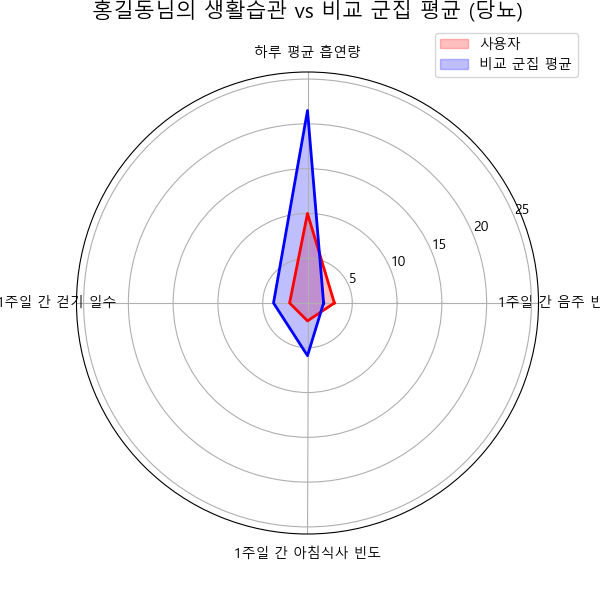 홍길동님의 생활습관 vs 비교 군집 평균 (당뇨)
사용자
비교 군집 평균
하루 평균 흡연량
25
20
15
10
5
1주일 간 걷기 일수
1주일 간 음주 빈
1주일 간 아침식사 빈도